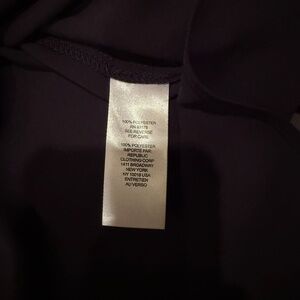 100% POLYESTER
RN 93178
SEE REVERSE
FOR CARE
100% POLYESTER
IMPORTE PAR:
REPUBLIC
CLOTHING CORP
1411 BROADWAY
NEW YORK
NY 10018 USA
ENTRETIEN
AU VERSO